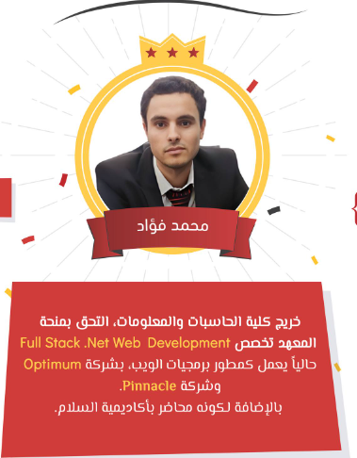 محمد فؤاد
خريج كلية الحاسبات والمعلومات، التحق بمنحة
المعهد تخصص Full Stack .Net Web Development
حالياً يعمل كمطور برمجيات الويب، بشركة Optimum
وشركة Pinnacle.
بالإضافة لكونه محاضر بأكاديمية السلام.